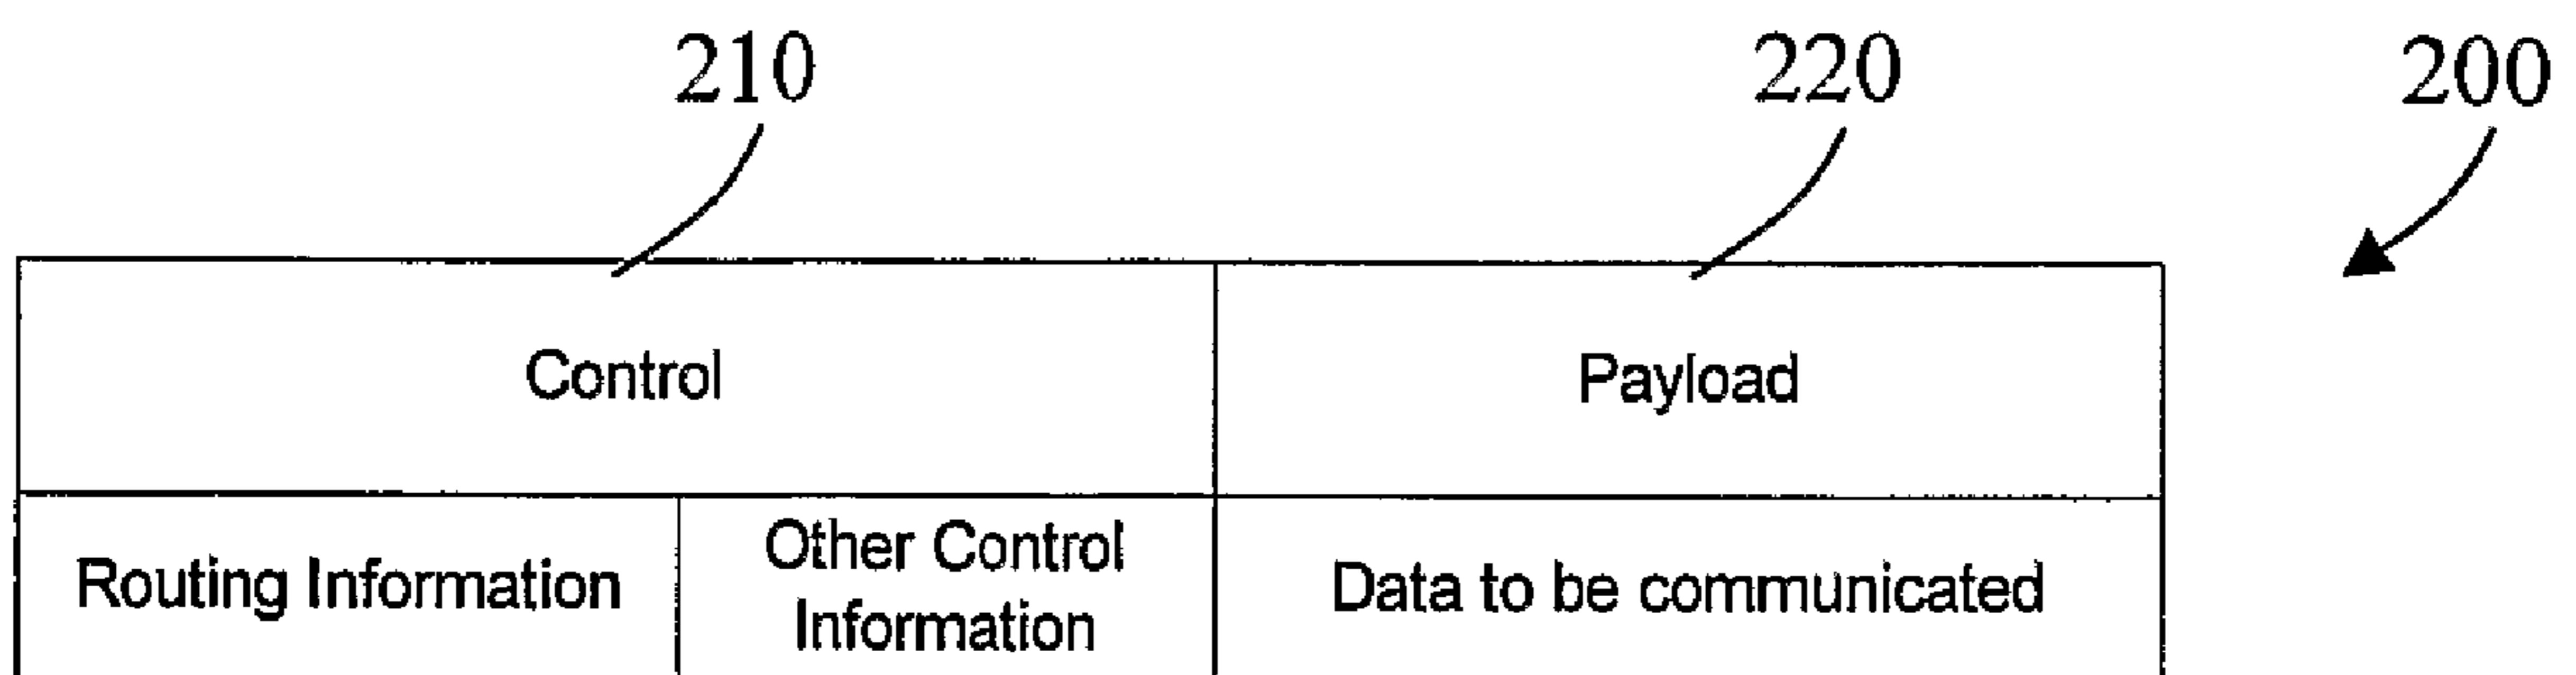 210
220
200
Control
Payload
Routing Information
Other Control
Information
Data to be communicated